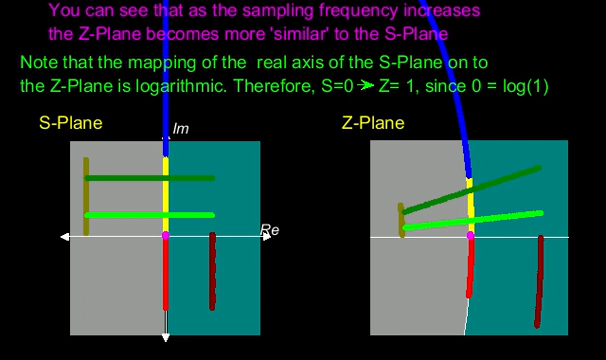 You can see that as the sampling frequency increases
the Z-Plane becomes more 'similar' to the S-Plane
Note that the mapping of the real axis of the S-Plane on to
the Z-Plane is logarithmic. Therefore, S=0 → Z= 1, since 0 = log(1)
S-Plane
Im
Z-Plane
Re